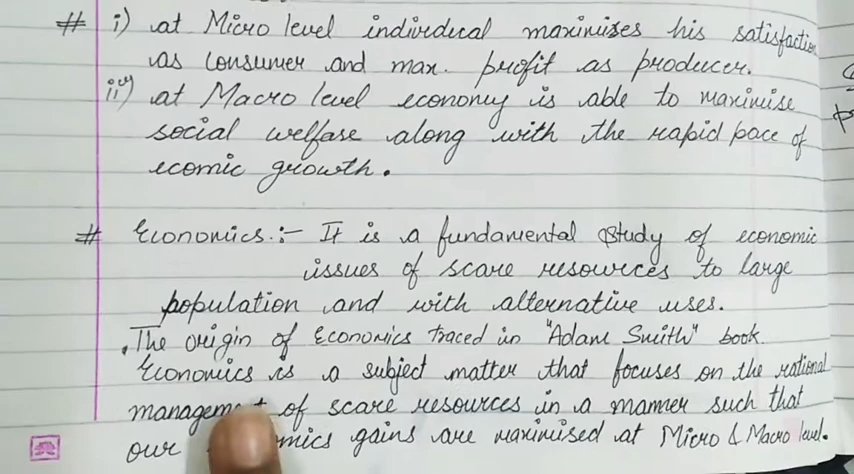 # i) at Micro level individual maximises his satisfaction
as consumer and max. profit as producer.
ii) at Macro level economy is able to maximise
social welfare along with the rapid pace of
ecomic growth.
# Economics :- It is a fundamental study of economic
issues of scare resources to large
population and with alternative uses.
. The origin of Economics traced in "Adam Smith" book.
Economics is a subject matter that focuses on the rational
management of scare resources in a manner such that
our gains are maximised at Micro & Macro level.